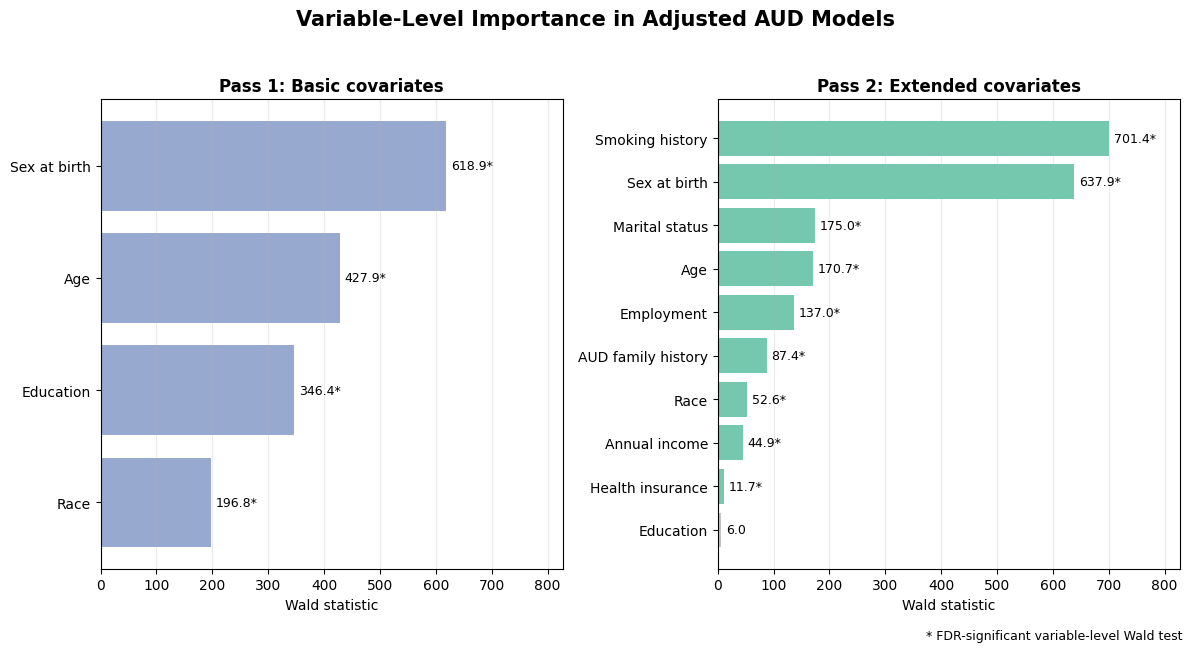 Variable-Level Importance in Adjusted AUD Models
Pass 1: Basic covariates
Sex at birth
618.9*
Age
427.9*
Education
346.4*
Race
196.8*
0 100 200 300 400 500 600 700 800
Wald statistic
Pass 2: Extended covariates
Smoking history
701.4*
Sex at birth
637.9*
Marital status
175.0*
Age
170.7*
Employment
137.0*
AUD family history
87.4*
Race
52.6*
Annual income
44.9*
Health insurance
11.7*
Education
6.0
0 100 200 300 400 500 600 700 800
Wald statistic
* FDR-significant variable-level Wald test